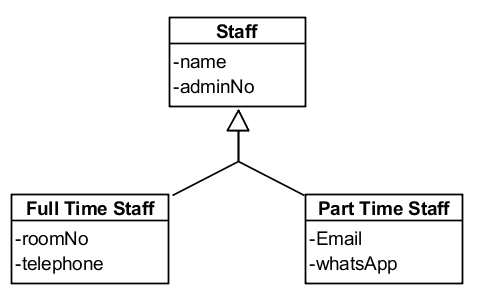 Staff
-name
-adminNo
Full Time Staff
-roomNo
-telephone
Part Time Staff
-Email
-whatsApp